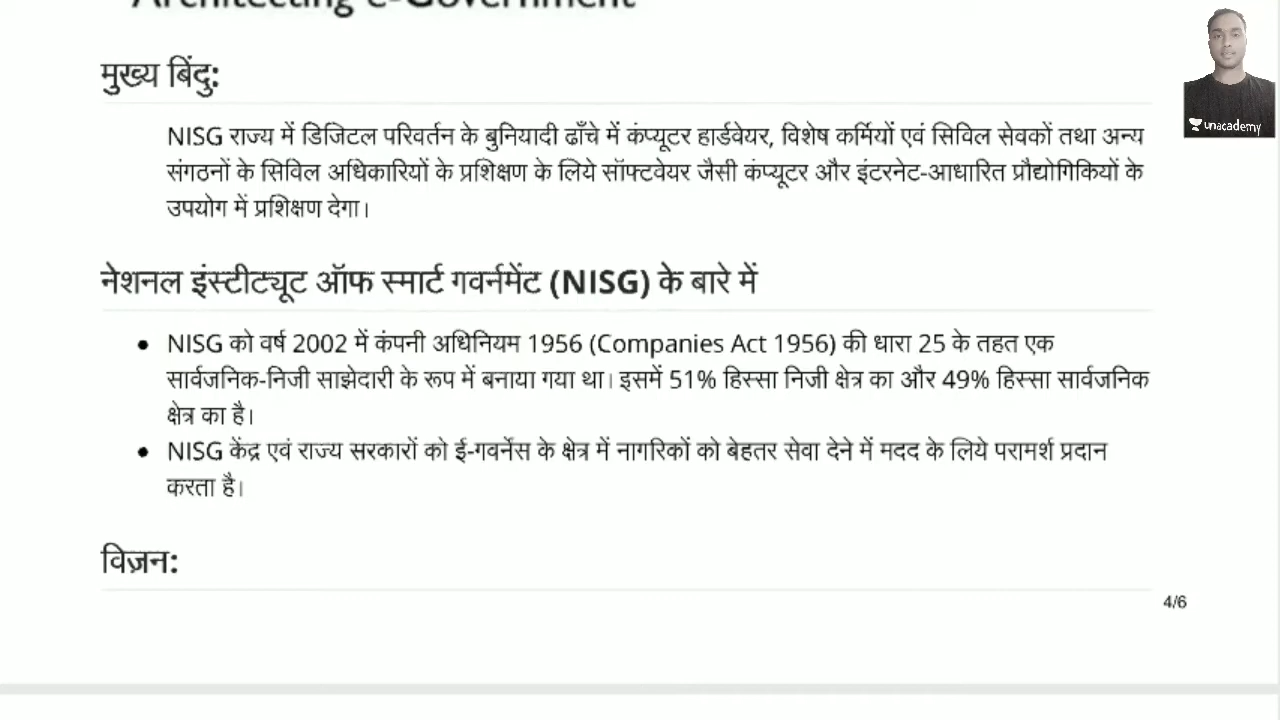 Architecting e-Government
मुख्य बिंदु:
NISG राज्य में डिजिटल परिवर्तन के बुनियादी ढाँचे में कंप्यूटर हार्डवेयर, विशेष कर्मियों एवं सिविल सेवकों तथा अन्य
संगठनों के सिविल अधिकारियों के प्रशिक्षण के लिये सॉफ्टवेयर जैसी कंप्यूटर और इंटरनेट-आधारित प्रौद्योगिकियों के
उपयोग में प्रशिक्षण देगा।
नेशनल इंस्टीट्यूट ऑफ स्मार्ट गवर्नमेंट (NISG) के बारे में
• NISG को वर्ष 2002 में कंपनी अधिनियम 1956 (Companies Act 1956) की धारा 25 के तहत एक
सार्वजनिक-निजी साझेदारी के रूप में बनाया गया था। इसमें 51% हिस्सा निजी क्षेत्र का और 49% हिस्सा सार्वजनिक
क्षेत्र का है।
• NISG केंद्र एवं राज्य सरकारों को ई-गवर्नेंस के क्षेत्र में नागरिकों को बेहतर सेवा देने में मदद के लिये परामर्श प्रदान
करता है।
विज़न:
4/6
unacademy